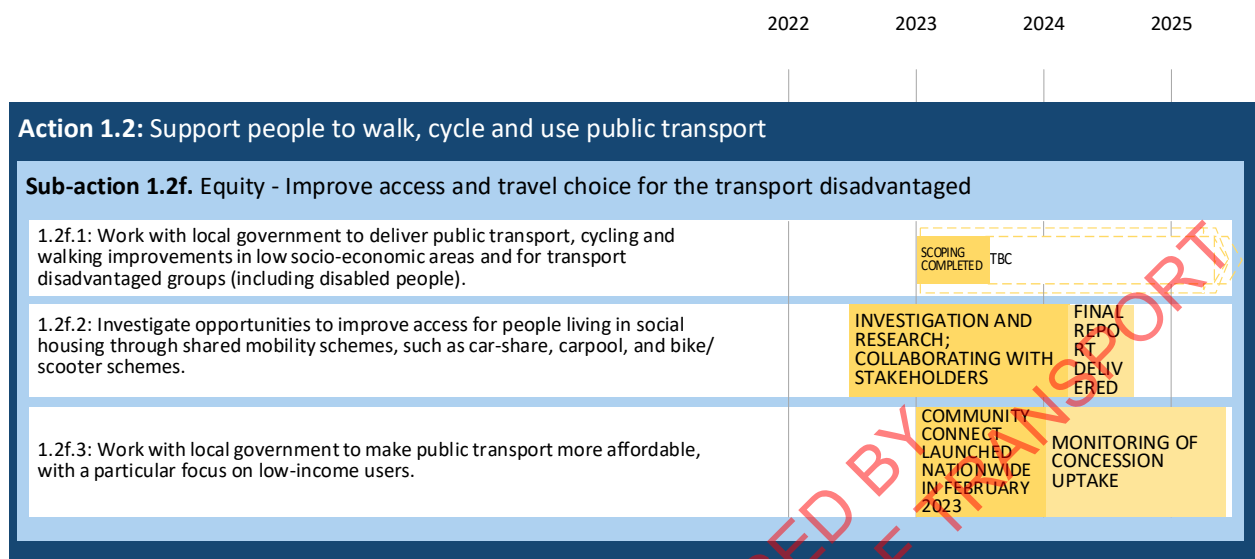 2022 2023 2024 2025
Action 1.2: Support people to walk, cycle and use public transport
Sub-action 1.2f. Equity - Improve access and travel choice for the transport disadvantaged
1.2f.1: Work with local government to deliver public transport, cycling and
walking improvements in low socio-economic areas and for transport
disadvantaged groups (including disabled people).
SCOPING
COMPLETED
TBC
1.2f.2: Investigate opportunities to improve access for people living in social
housing through shared mobility schemes, such as car-share, carpool, and bike/
scooter schemes.
INVESTIGATION AND
RESEARCH;
COLLABORATING WITH
STAKEHOLDERS
FINAL
REPO
RT
DELIV
ERED
1.2f.3: Work with local government to make public transport more affordable,
with a particular focus on low-income users.
COMMUNITY
CONNECT
LAUNCHED
NATIONWIDE
IN FEBRUARY
2023
MONITORING OF
CONCESSION
UPTAKE
BY
TRANSPORT